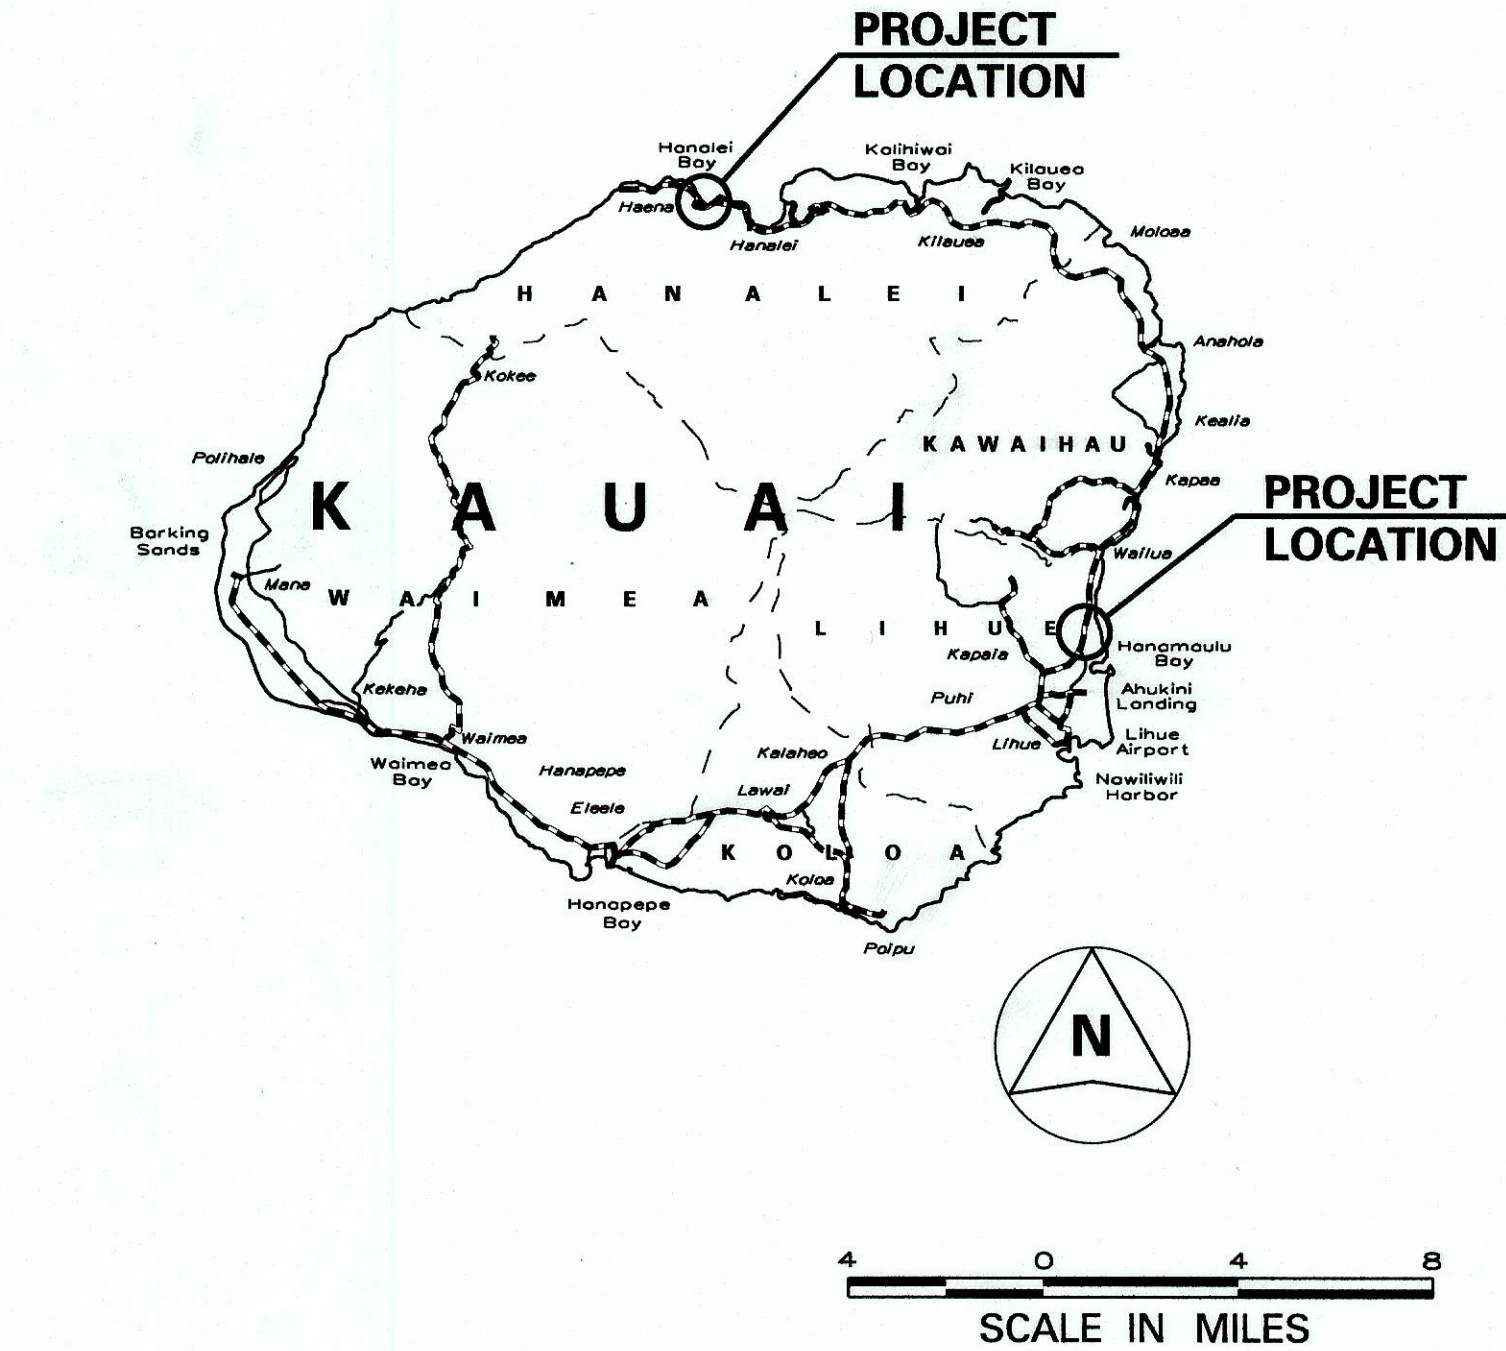 PROJECT
LOCATION
Hanalei
Bay
Kalihiwai
Bay
Kilauea
Bay
Haena
Hanalei
Kilauea
Moloaa
H A N A L E I
Anahola
Kokee
Kealia
K A W A I H A U
Polihale
Kapaa
K A U A I
PROJECT
LOCATION
Barking
Sands
Wailua
Mana
W A I M E A
L I H U E
Kapaia
Hanamaulu
Bay
Kekaha
Puhi
Ahukini
Landing
Waimea
Lihue
Lihue
Airport
Waimea
Bay
Hanapepe
Kalaheo
Nawiliwili
Harbor
Eleele
Lawai
K O L O A
Koloa
Hanapepe
Bay
Poipu
N
4 0 4 8
SCALE IN MILES